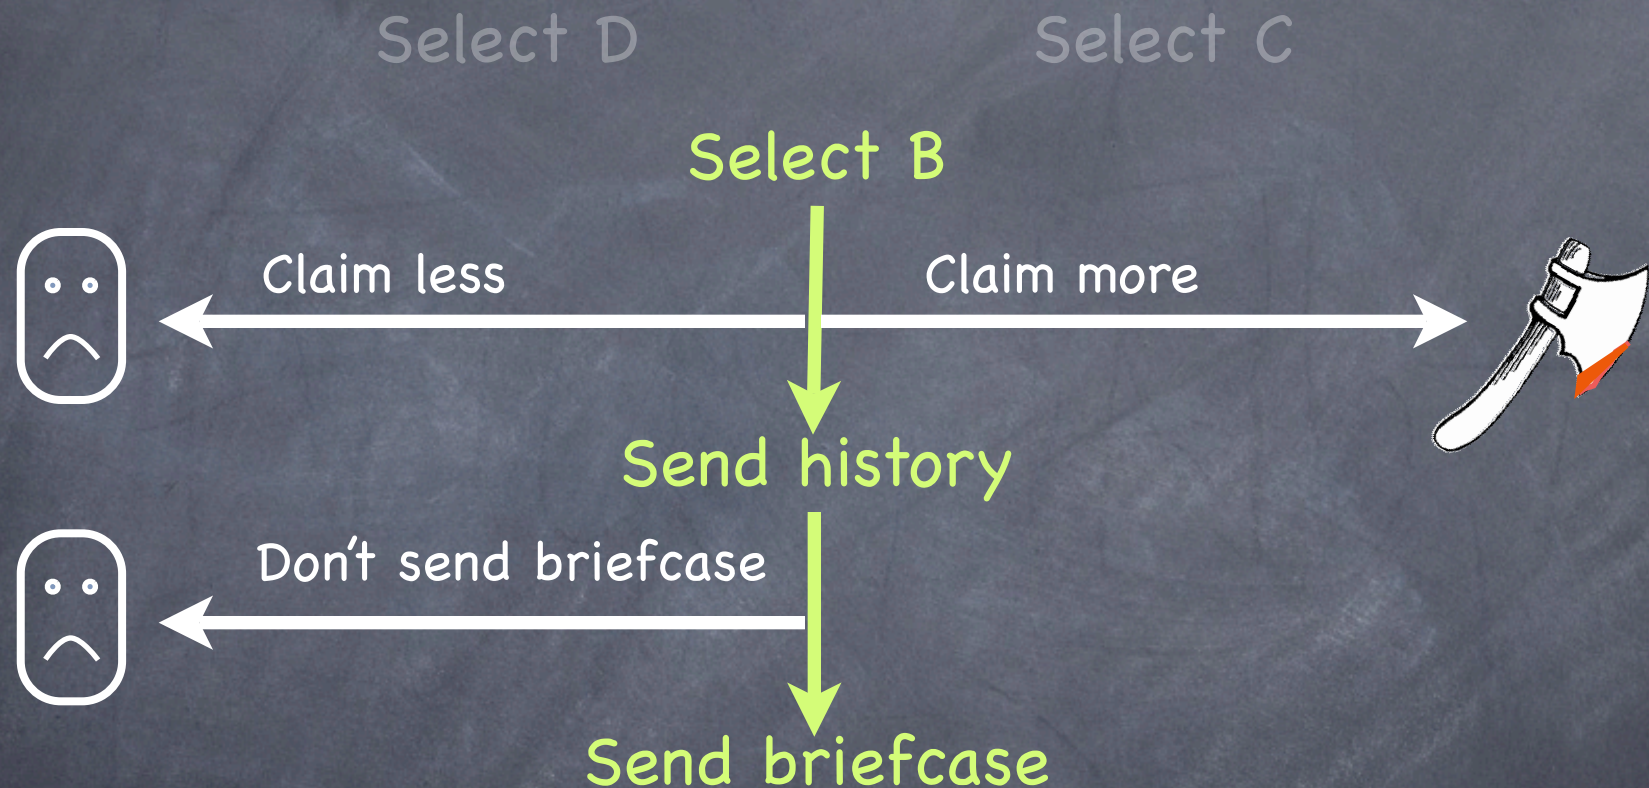 Select D
Select C
Select B
Claim less
Claim more
Send history
Don't send briefcase
Send briefcase